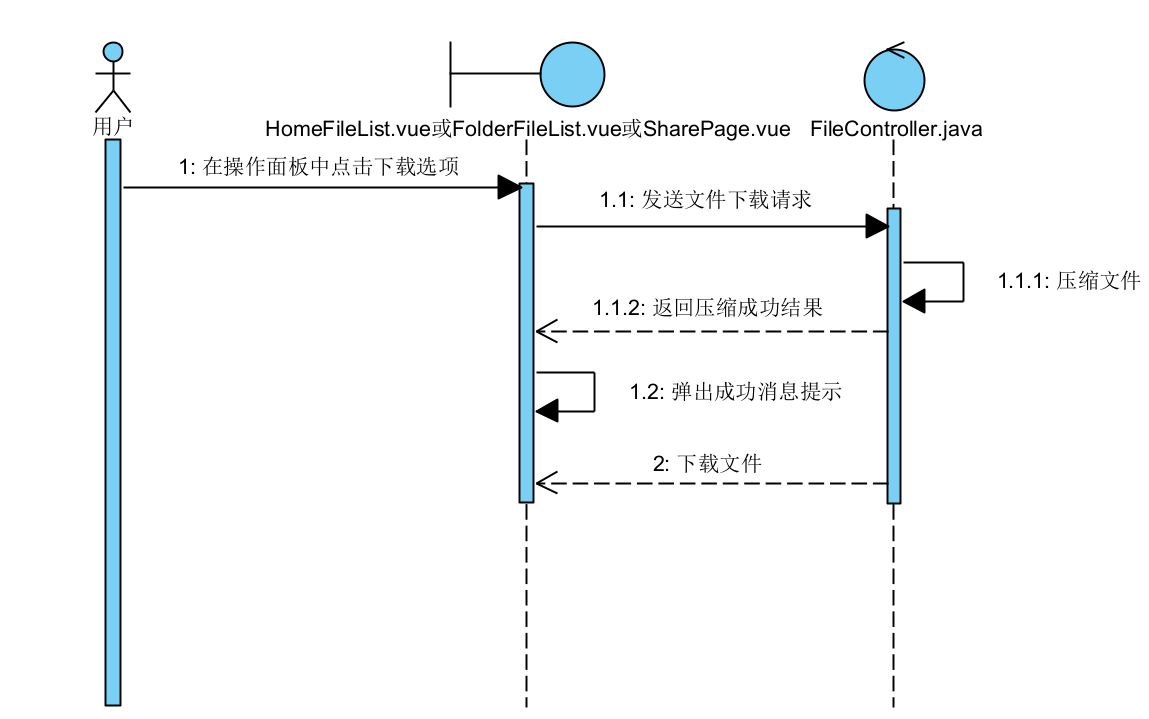 用户
HomeFileList.vue或FolderFileList.vue或SharePage.vue
FileController.java
1: 在操作面板中点击下载选项
1.1: 发送文件下载请求
1.1.1: 压缩文件
1.1.2: 返回压缩成功结果
1.2: 弹出成功消息提示
2: 下载文件